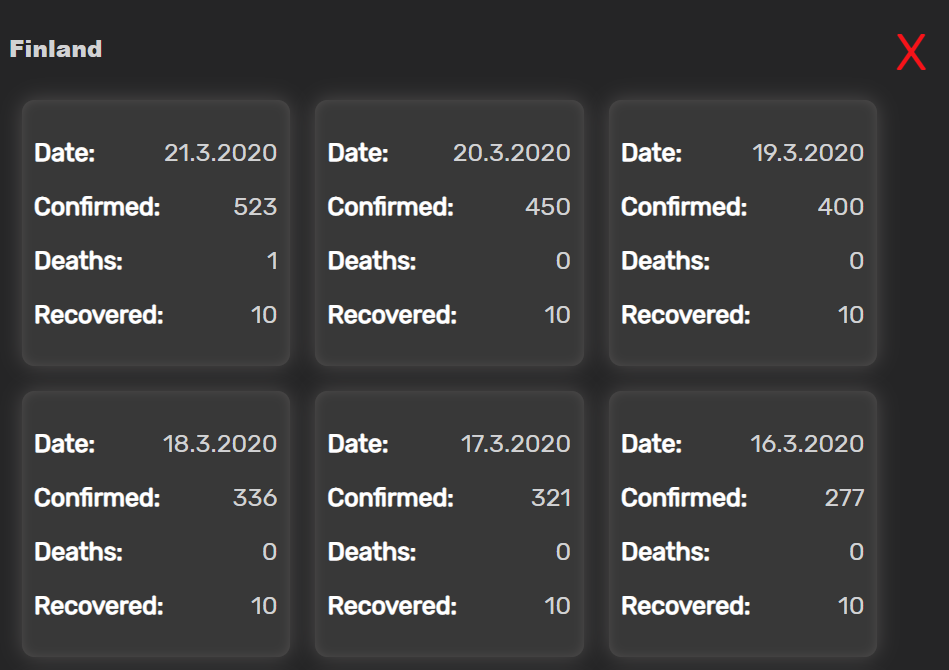 Finland
X
Date: 21.3.2020
Confirmed: 523
Deaths: 1
Recovered: 10
Date: 20.3.2020
Confirmed: 450
Deaths: 0
Recovered: 10
Date: 19.3.2020
Confirmed: 400
Deaths: 0
Recovered: 10
Date: 18.3.2020
Confirmed: 336
Deaths: 0
Recovered: 10
Date: 17.3.2020
Confirmed: 321
Deaths: 0
Recovered: 10
Date: 16.3.2020
Confirmed: 277
Deaths: 0
Recovered: 10